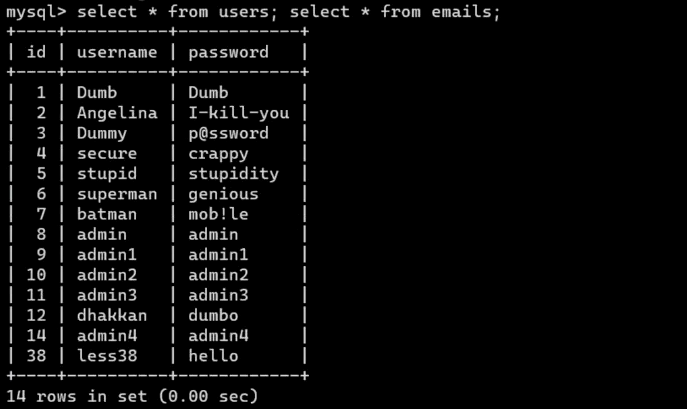 mysql> select * from users; select * from emails;
+----+----------+------------+
| id | username | password   |
+----+----------+------------+
|  1 | Dumb     | Dumb       |
|  2 | Angelina | I-kill-you |
|  3 | Dummy    | p@ssword   |
|  4 | secure   | crappy     |
|  5 | stupid   | stupidity  |
|  6 | superman | genious    |
|  7 | batman   | mob!le     |
|  8 | admin    | admin      |
|  9 | admin1   | admin1     |
| 10 | admin2   | admin2     |
| 11 | admin3   | admin3     |
| 12 | dhakkan  | dumbo      |
| 14 | admin4   | admin4     |
| 38 | less38   | hello      |
+----+----------+------------+
14 rows in set (0.00 sec)